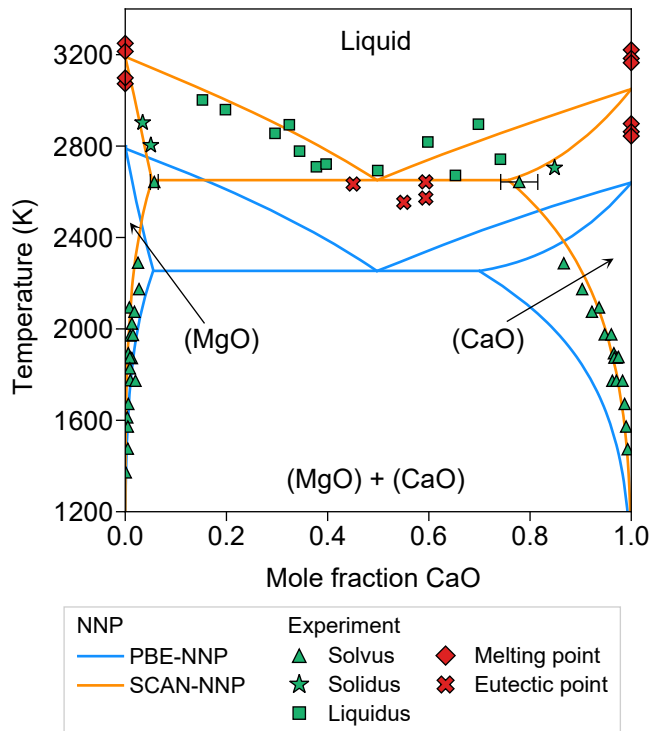 3200
2800
2400
2000
1600
1200
Temperature (K)
Liquid
(MgO)
(CaO)
(MgO) + (CaO)
0.0
0.2
0.4
0.6
0.8
1.0
Mole fraction CaO
NNP
PBE-NNP
SCAN-NNP
Experiment
Solvus
Solidus
Liquidus
Melting point
Eutectic point